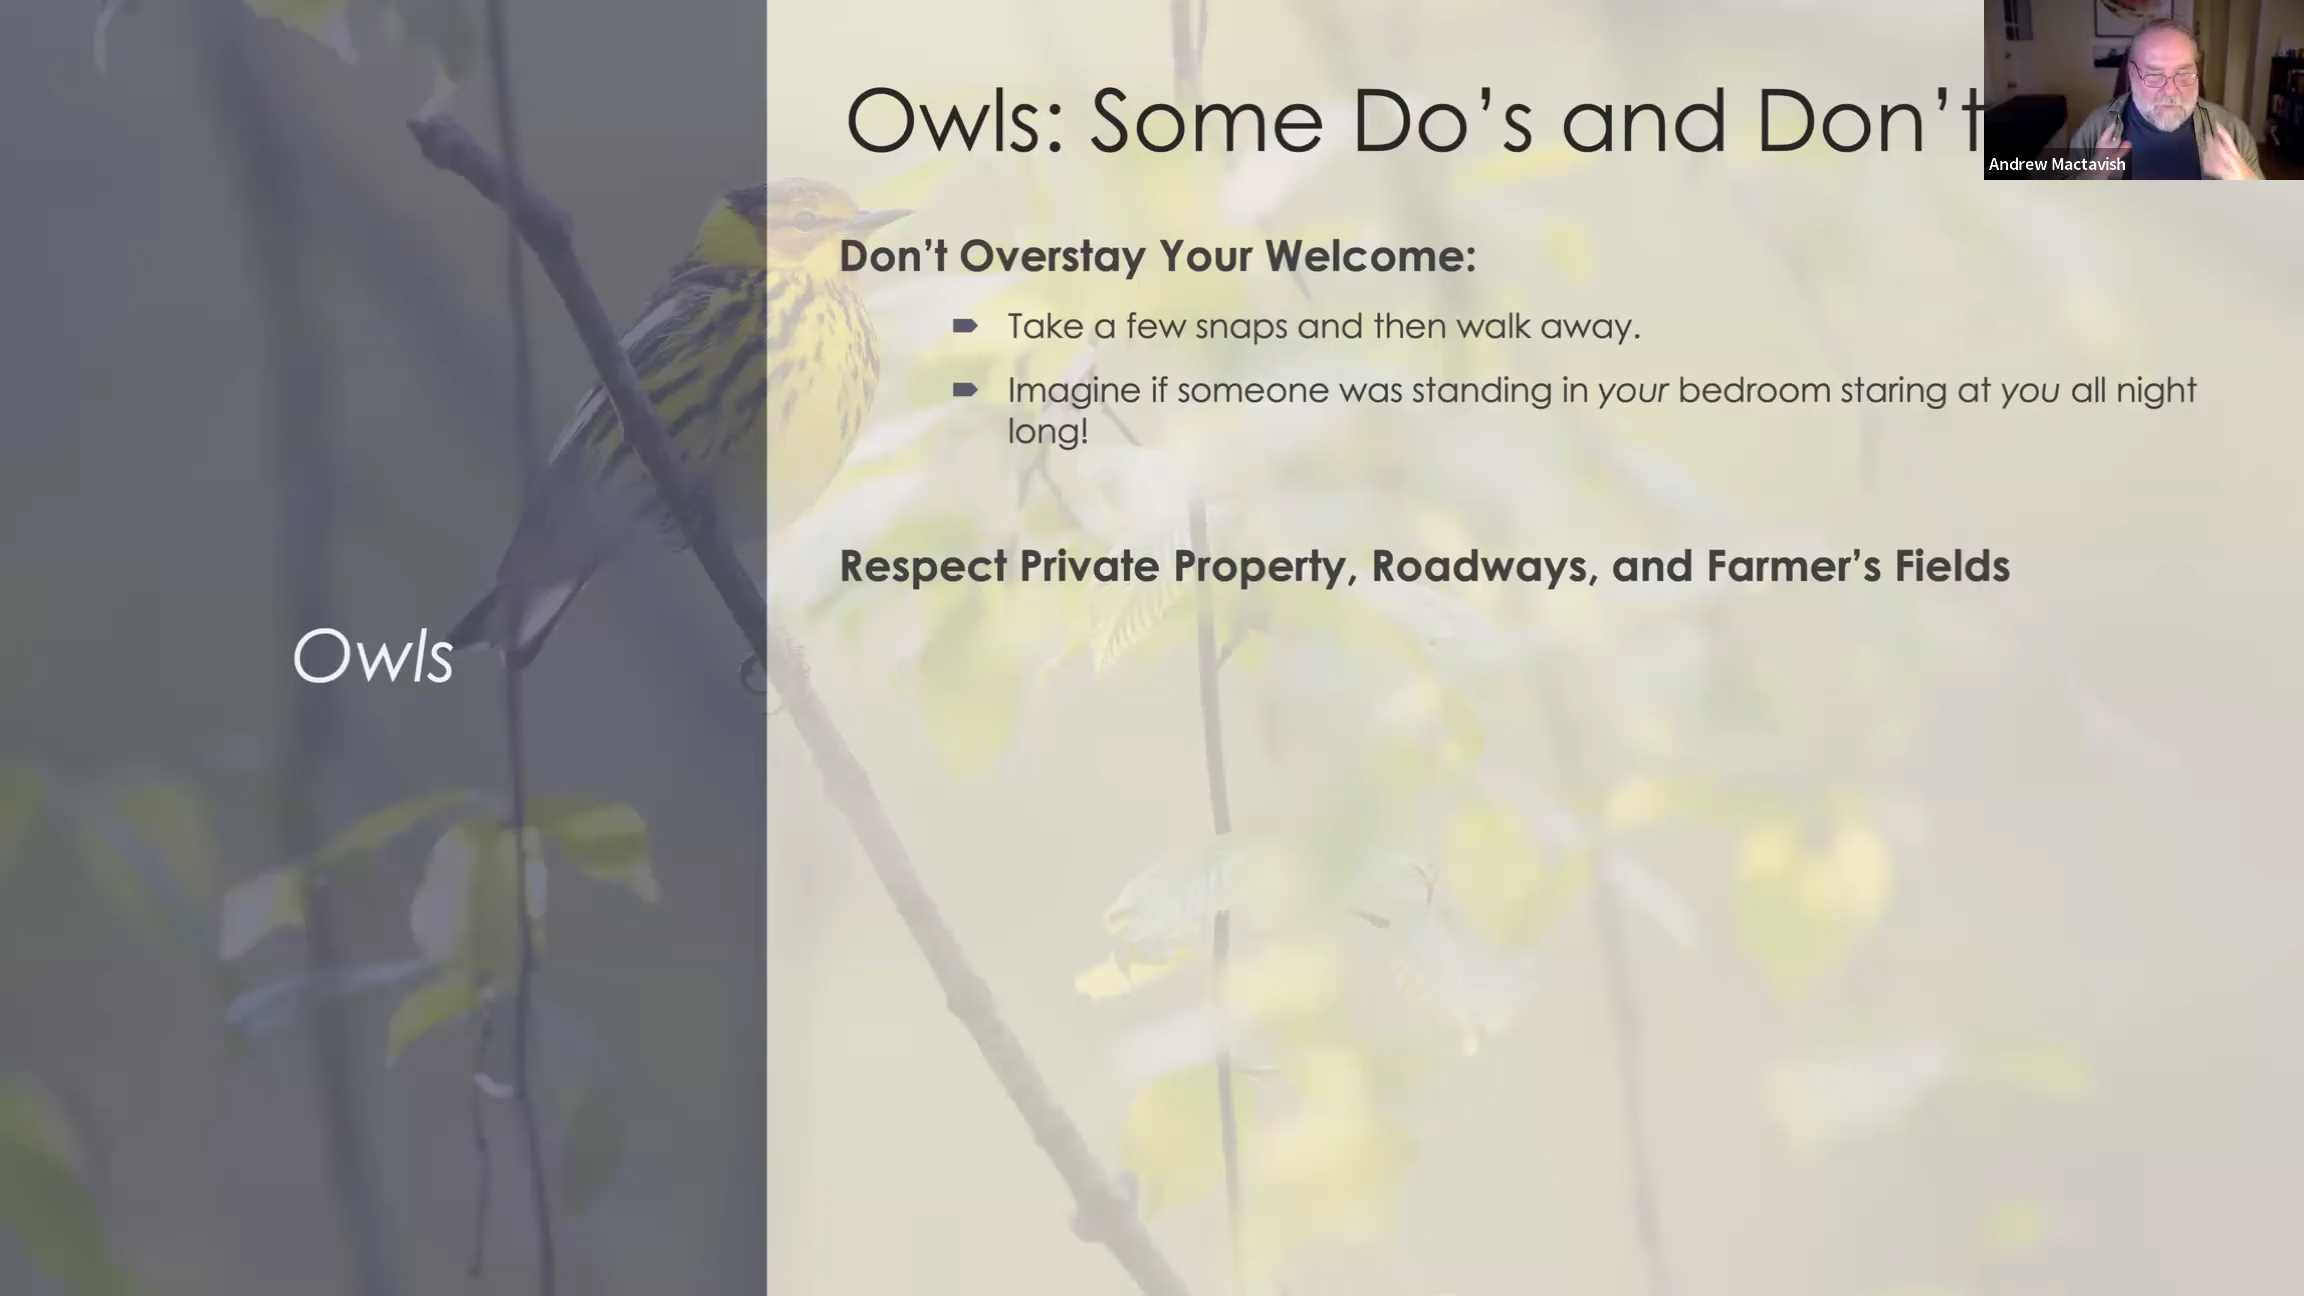 Owls: Some Do’s and Don’t
Andrew Mactavish
Don’t Overstay Your Welcome:
Take a few snaps and then walk away.
Imagine if someone was standing in your bedroom staring at you all night
long!
Respect Private Property, Roadways, and Farmer’s Fields
Owls